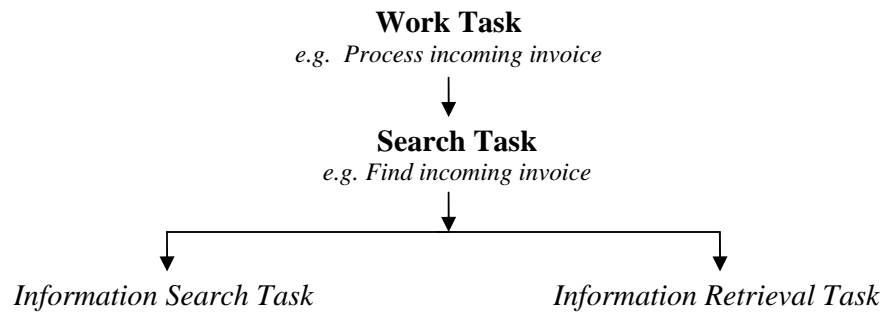 Work Task
e.g. Process incoming invoice
Search Task
e.g. Find incoming invoice
Information Search Task
Information Retrieval Task